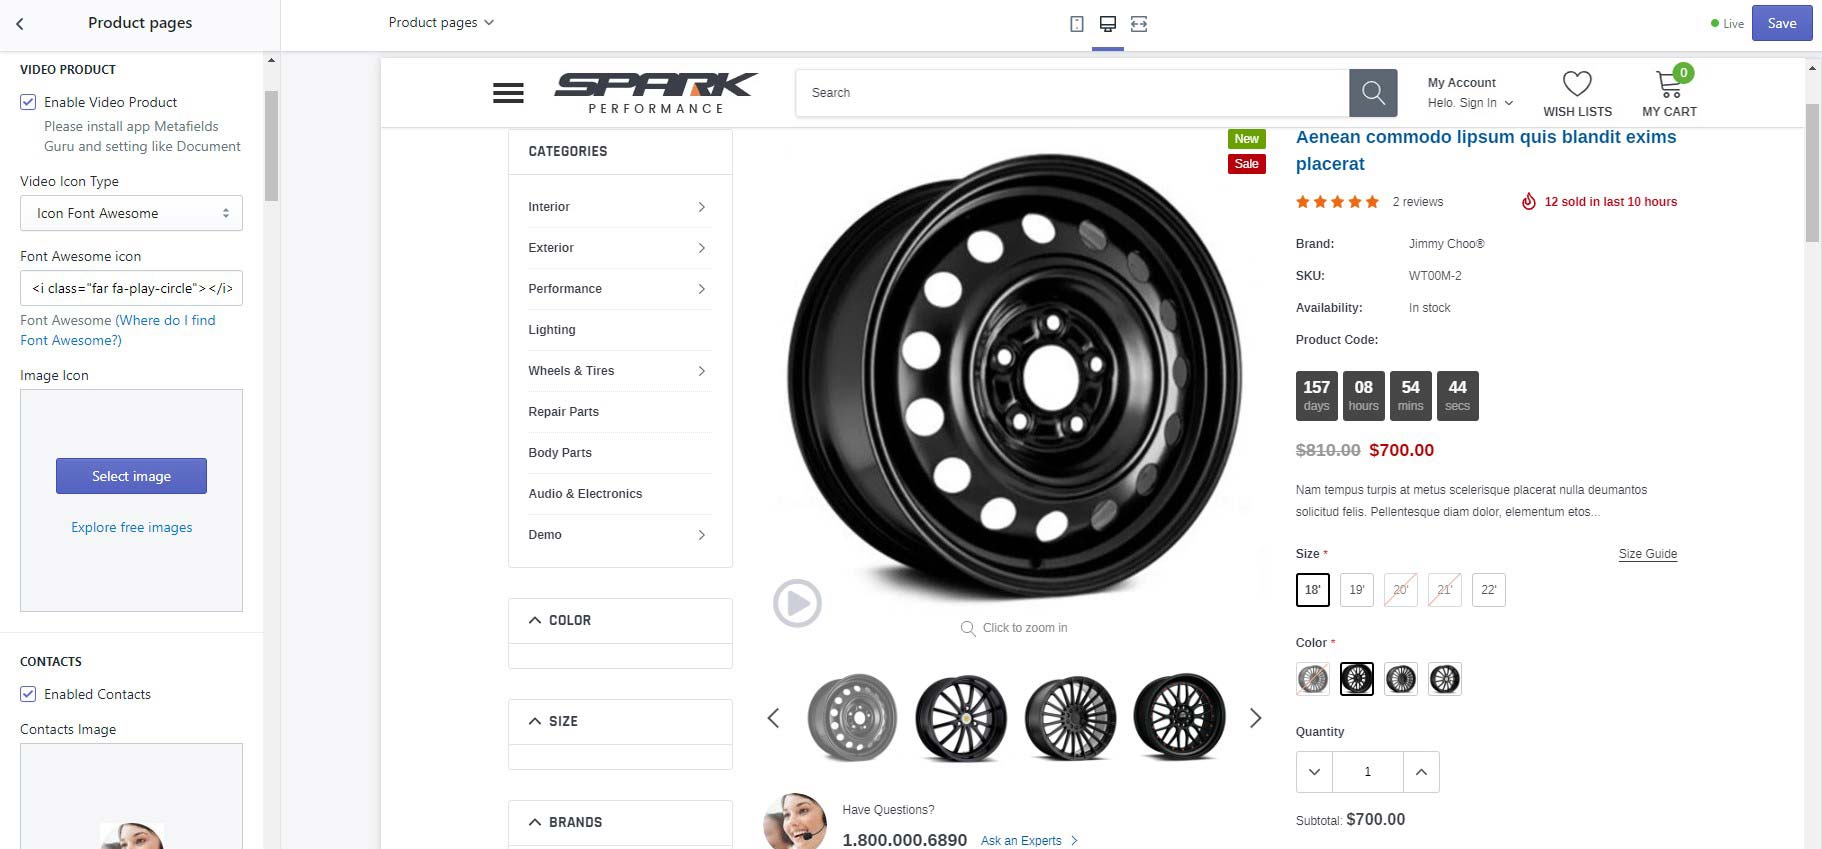 Product pages
Product pages
Live
Save
VIDEO PRODUCT
Enable Video Product
Please install app Metafields
Guru and setting like Document
Video Icon Type
Icon Font Awesome
Font Awesome icon
<i class="far fa-play-circle"></i>
Font Awesome (Where do I find
Font Awesome?)
Image Icon
Select image
Explore free images
CONTACTS
Enabled Contacts
Contacts Image
SPARK
PERFORMANCE
Search
My Account
Helo. Sign In
WISH LISTS
0
MY CART
CATEGORIES
Interior
Exterior
Performance
Lighting
Wheels & Tires
Repair Parts
Body Parts
Audio & Electronics
Demo
COLOR
SIZE
BRANDS
New
Sale
Click to zoom in
Have Questions?
1.800.000.6890 Ask an Experts
Aenean commodo lipsum quis blandit exims
placerat
2 reviews
12 sold in last 10 hours
Brand: Jimmy Choo®
SKU: WT00M-2
Availability: In stock
Product Code:
157 08 54 44
days hours mins secs
$810.00 $700.00
Nam tempus turpis at metus scelerisque placerat nulla deumantos
solicitud felis. Pellentesque diam dolor, elementum etos...
Size * Size Guide
18' 19' 20' 21' 22'
Color *
Quantity
1
Subtotal: $700.00